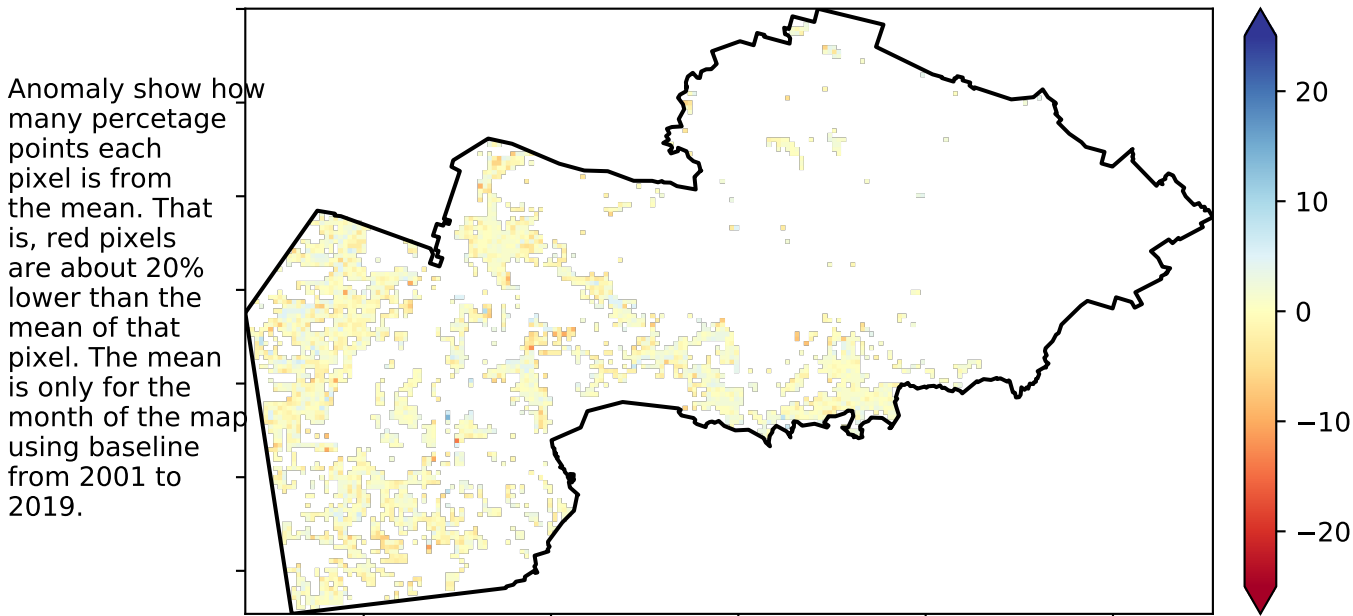 Anomaly show how
many percetage
points each
pixel is from
the mean. That
is, red pixels
are about 20%
lower than the
mean of that
pixel. The mean
is only for the
month of the map
using baseline
from 2001 to
2019.
20
10
0
−10
−20